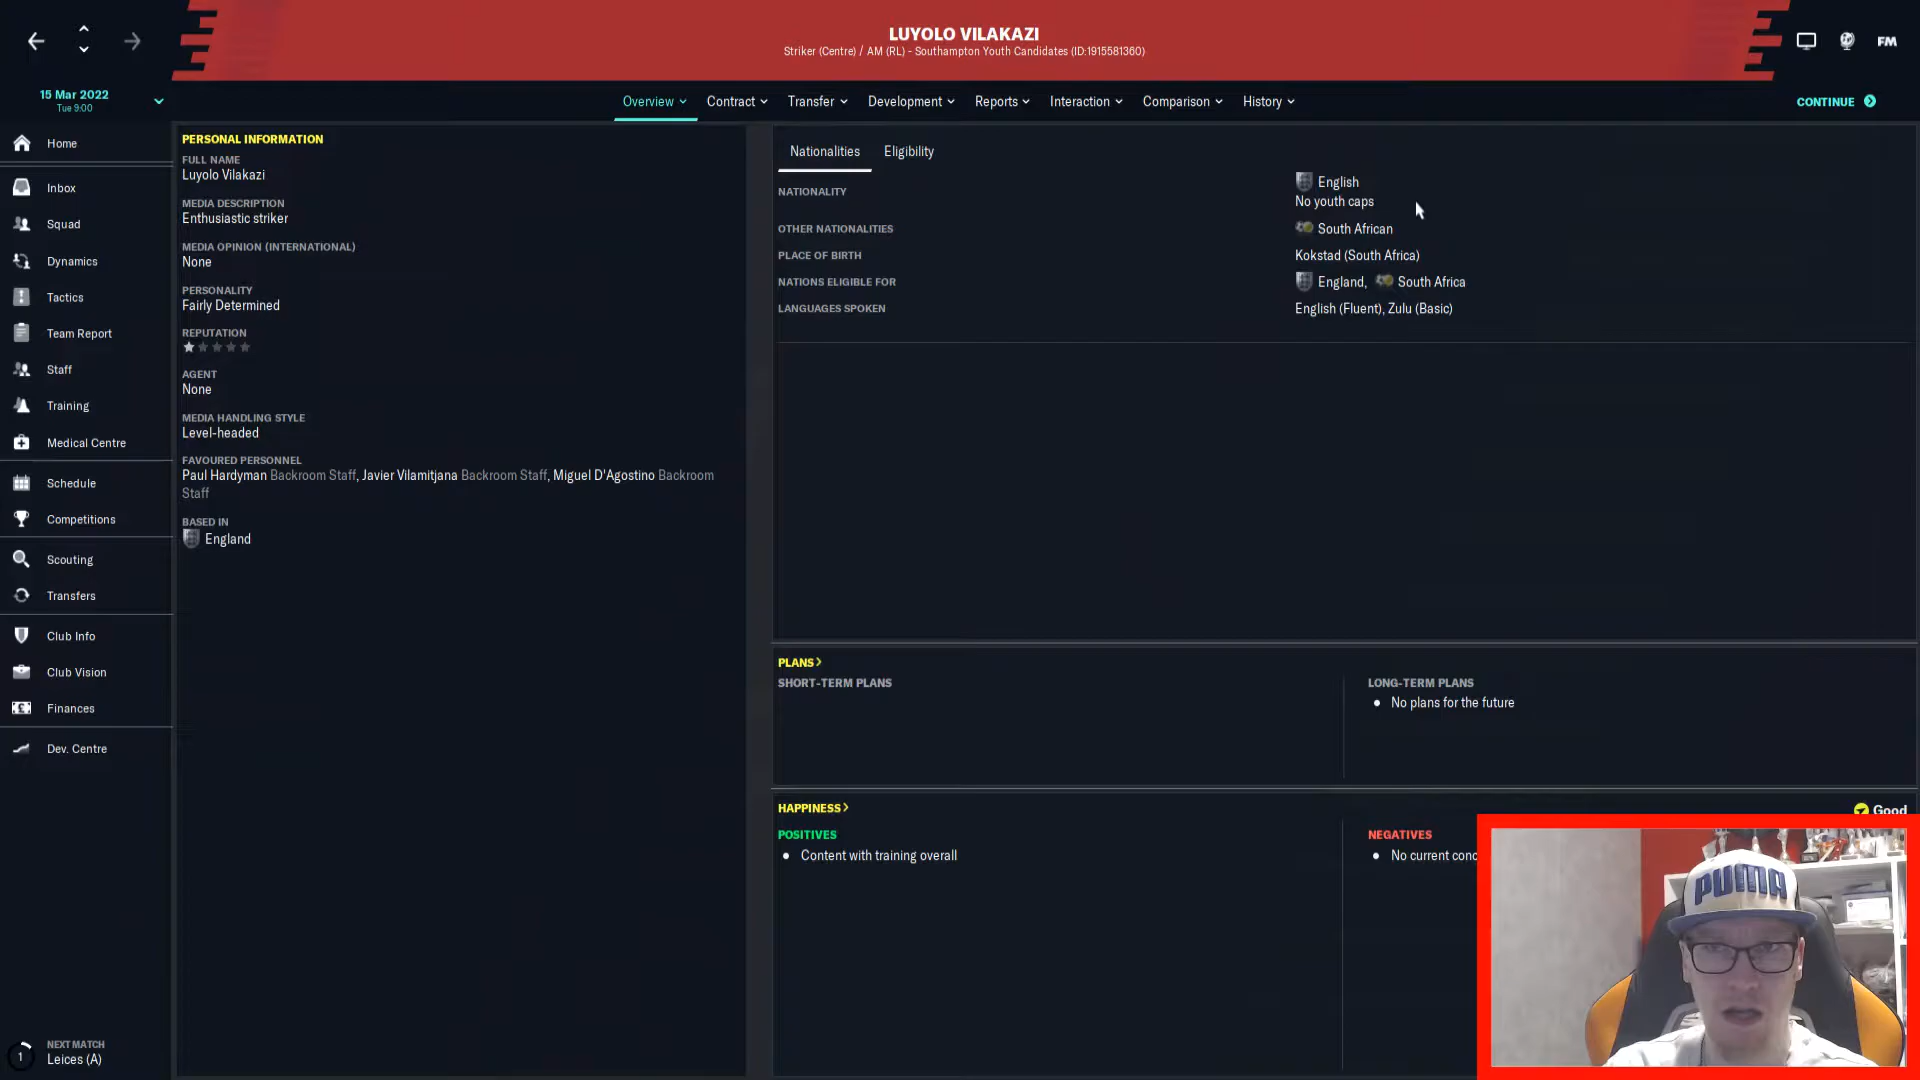 LUYOLO VILAKAZI
Striker (Centre) / AM (RL) - Southampton Youth Candidates (ID:1915581360)
FM
15 Mar 2022
Tue 9:00
Overview
Contract
Transfer
Development
Reports
Interaction
Comparison
History
CONTINUE
Home
Inbox
Squad
Dynamics
Tactics
Team Report
Staff
Training
Medical Centre
Schedule
Competitions
Scouting
Transfers
Club Info
Club Vision
Finances
Dev. Centre
1
NEXT MATCH
Leices (A)
PERSONAL INFORMATION
FULL NAME
Luyolo Vilakazi
MEDIA DESCRIPTION
Enthusiastic striker
MEDIA OPINION (INTERNATIONAL)
None
PERSONALITY
Fairly Determined
REPUTATION
AGENT
None
MEDIA HANDLING STYLE
Level-headed
FAVOURED PERSONNEL
Paul Hardyman Backroom Staff, Javier Vilamitjana Backroom Staff, Miguel D'Agostino Backroom
Staff
BASED IN
England
Nationalities
Eligibility
NATIONALITY
English
No youth caps
OTHER NATIONALITIES
South African
PLACE OF BIRTH
Kokstad (South Africa)
NATIONS ELIGIBLE FOR
England, South Africa
LANGUAGES SPOKEN
English (Fluent), Zulu (Basic)
PLANS
SHORT-TERM PLANS
LONG-TERM PLANS
• No plans for the future
HAPPINESS
Good
POSITIVES
• Content with training overall
NEGATIVES
• No current conc
PUMA